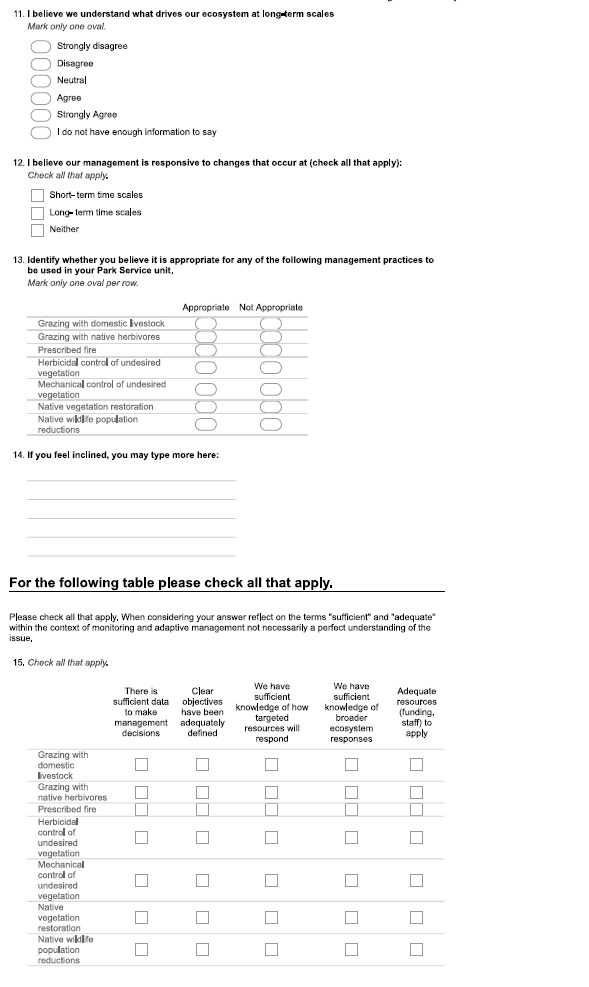 11. I believe we understand what drives our ecosystem at long-term scales
Mark only one oval.
Strongly disagree
Disagree
Neutral
Agree
Strongly Agree
I do not have enough information to say
12. I believe our management is responsive to changes that occur at (check all that apply):
Check all that apply.
Short-term time scales
Long-term time scales
Neither
13. Identify whether you believe it is appropriate for any of the following management practices to
be used in your Park Service unit.
Mark only one oval per row.
Appropriate Not Appropriate
Grazing with domestic livestock
Grazing with native herbivores
Prescribed fire
Herbicidal control of undesired
vegetation
Mechanical control of undesired
vegetation
Native vegetation restoration
Native wildlife population
reductions
14. If you feel inclined, you may type more here:
For the following table please check all that apply.
Please check all that apply. When considering your answer reflect on the terms "sufficient" and "adequate"
within the context of monitoring and adaptive management not necessarily a perfect understanding of the
issue.
15. Check all that apply.
There is
sufficient data
to make
management
decisions
Clear
objectives
have been
adequately
defined
We have
sufficient
knowledge of how
targeted
resources will
respond
We have
sufficient
knowledge of
broader
ecosystem
responses
Adequate
resources
(funding,
staff) to
apply
Grazing with
domestic
livestock
Grazing with
native herbivores
Prescribed fire
Herbicidal
control of
undesired
vegetation
Mechanical
control of
undesired
vegetation
Native
vegetation
restoration
Native wildlife
population
reductions